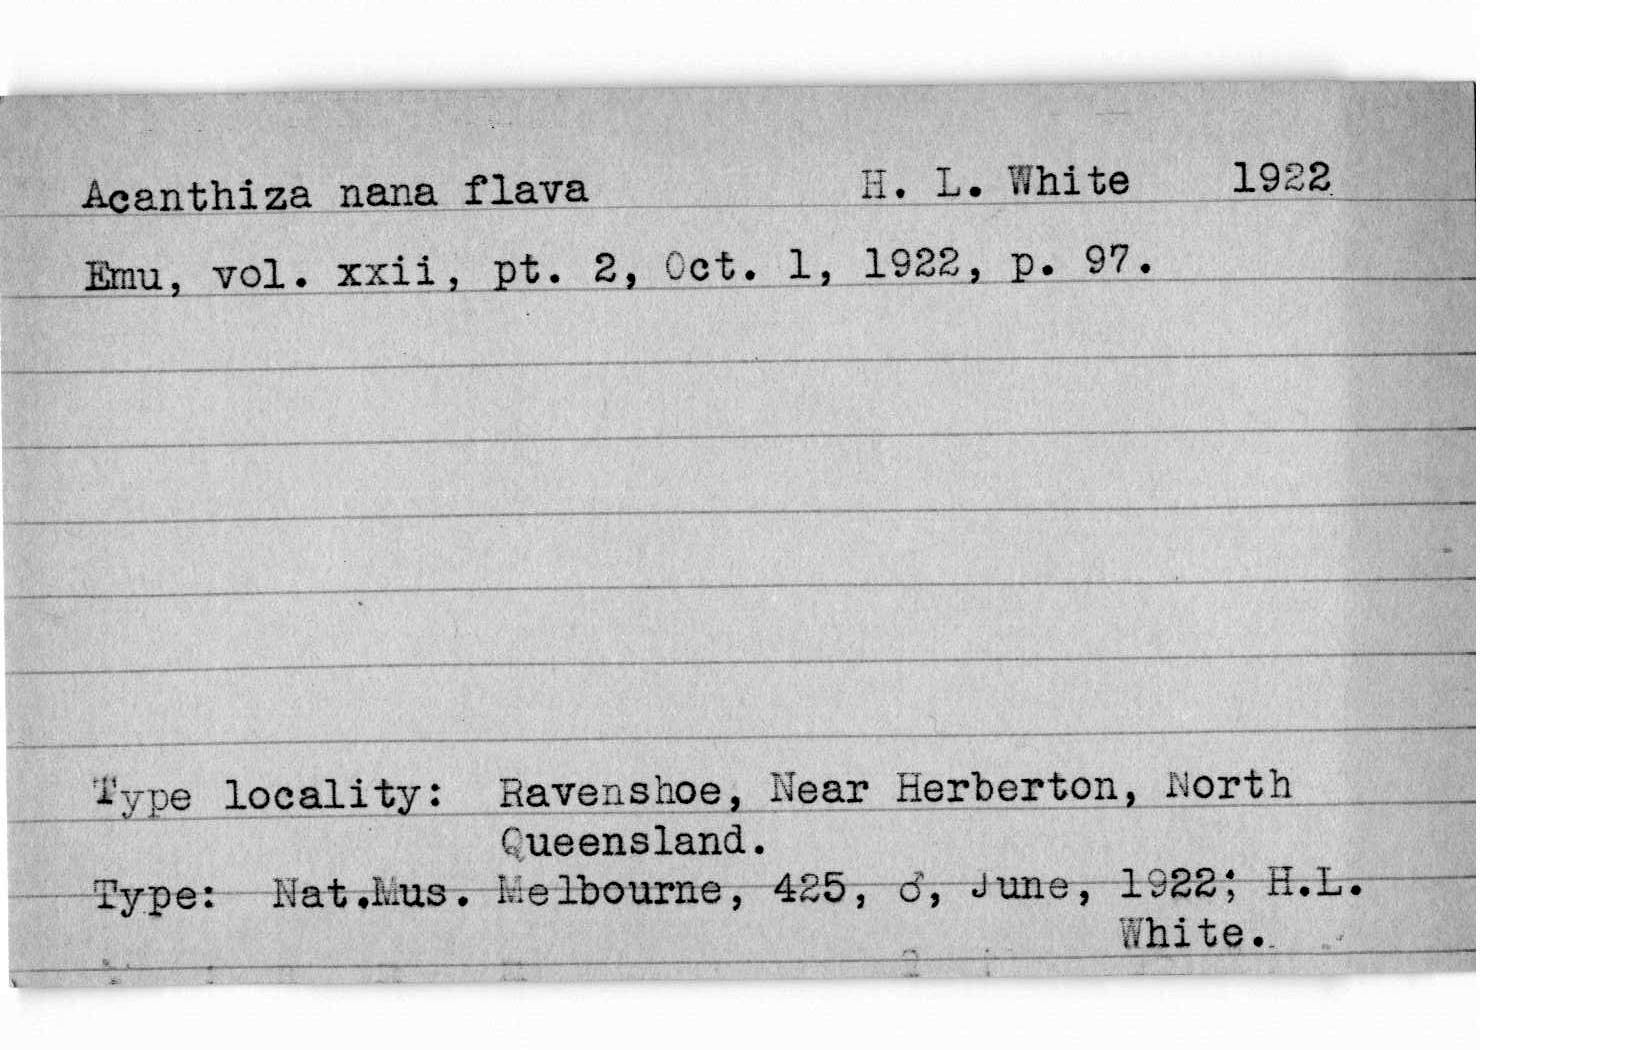 Acanthiza nana flava H. L. White 1922
Emu, vol. xxii, pt. 2, Oct. 1, 1922, p. 97.
Type locality: Ravenshoe, Near Herberton, North
Queensland.
Type: Nat.Mus. Melbourne, 425, ♂, June, 1922; H.L.
White.